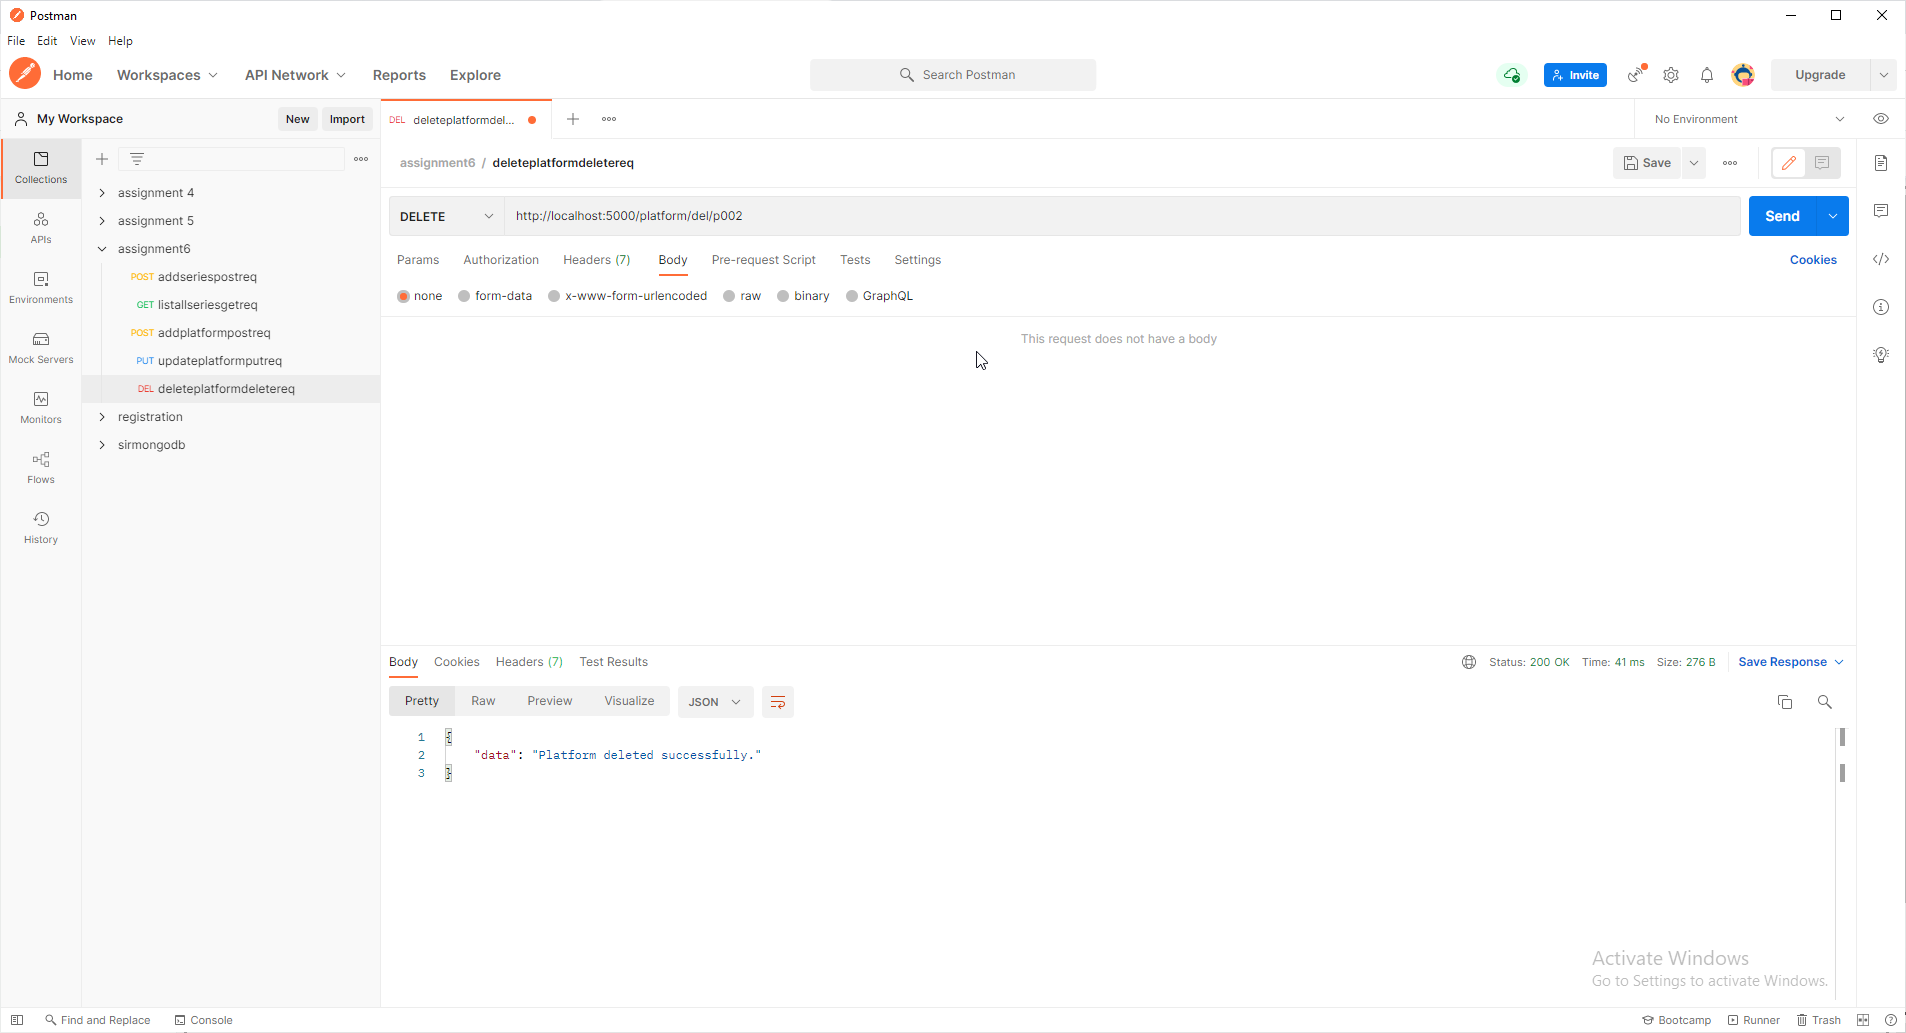 Postman
File Edit View Help
Home Workspaces API Network Reports Explore Search Postman Invite Upgrade
My Workspace New Import DEL deleteplatformdel... No Environment
Collections
APIs
Environments
Mock Servers
Monitors
Flows
History
assignment 4
assignment 5
assignment6
POST addseriespostreq
GET listallseriesgetreq
POST addplatformpostreq
PUT updateplatformputreq
DEL deleteplatformdeletereq
registration
sirmongodb
assignment6 / deleteplatformdeletereq Save
DELETE http://localhost:5000/platform/del/p002 Send
Params Authorization Headers (7) Body Pre-request Script Tests Settings Cookies
none form-data x-www-form-urlencoded raw binary GraphQL
This request does not have a body
Body Cookies Headers (7) Test Results Status: 200 OK Time: 41 ms Size: 276 B Save Response
Pretty Raw Preview Visualize JSON
1 {
2 "data": "Platform deleted successfully."
3 }
Activate Windows
Go to Settings to activate Windows.
Find and Replace Console Bootcamp Runner Trash